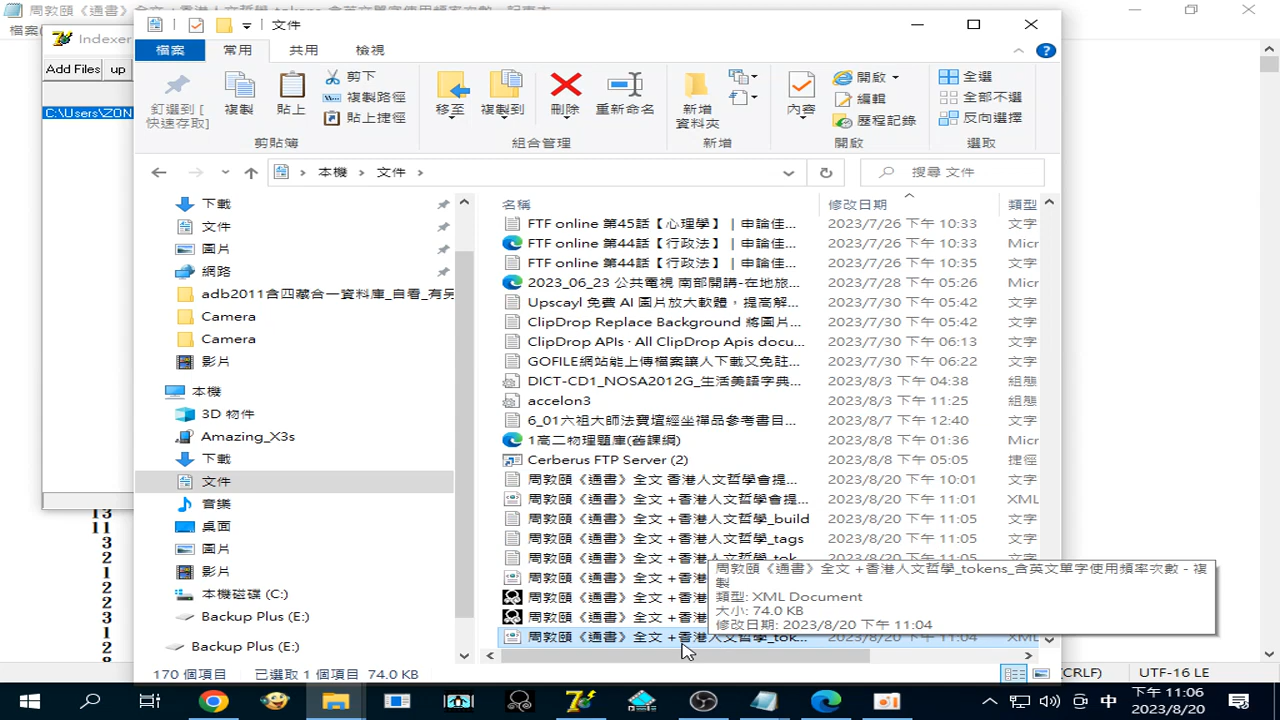 周敦頤《通書》全文 +香港人文哲學_tokens_含英文單字使用頻率次數 - 記事本
檔案
Indexer
Add Files
up
C:\Users\ZON
文件
檔案
常用
共用
檢視
釘選到 [
快速存取]
複製
貼上
剪下
複製路徑
貼上捷徑
移至
複製到
刪除
重新命名
新增
資料夾
內容
開啟
編輯
歷程記錄
全選
全部不選
反向選擇
剪貼簿
組合管理
新增
開啟
選取
本機
文件
搜尋 文件
下載
文件
圖片
網路
adb2011含四藏合一資料庫_自看_有另
Camera
Camera
影片
本機
3D 物件
Amazing_X3s
下載
文件
音樂
桌面
圖片
影片
本機磁碟 (C:)
Backup Plus (E:)
Backup Plus (E:)
名稱 修改日期 類型
FTF online 第45話【心理學】｜申論佳... 2023/7/26 下午 10:33 文字
FTF online 第44話【行政法】｜申論佳... 2023/7/26 下午 10:33 Micr
FTF online 第44話【行政法】｜申論佳... 2023/7/26 下午 10:35 文字
2023_06_23 公共電視 南部開講-在地旅... 2023/7/28 下午 05:26 Micr
Upscayl 免費 AI 圖片放大軟體，提高解... 2023/7/30 下午 05:42 文字
ClipDrop Replace Background 將圖片... 2023/7/30 下午 05:42 文字
ClipDrop APIs · All ClipDrop Apis docu... 2023/7/30 下午 06:13 文字
GOFILE網站能上傳檔案讓人下載又免註... 2023/7/30 下午 06:22 文字
DICT-CD1_NOSA2012G_生活美語字典... 2023/8/3 下午 04:38 組態
accelon3 2023/8/3 下午 11:25 組態
6_01六祖大師法寶壇經坐禪品參考書目... 2023/8/7 下午 12:40 文字
1高二物理題庫(舊課綱) 2023/8/8 下午 01:36 Micr
Cerberus FTP Server (2) 2023/8/9 下午 05:05 捷徑
周敦頤《通書》全文 +香港人文哲學會提... 2023/8/20 下午 10:01 文字
周敦頤《通書》全文 +香港人文哲學會提... 2023/8/20 下午 11:01 XML
周敦頤《通書》全文 +香港人文哲學_build 2023/8/20 下午 11:05 文字
周敦頤《通書》全文 +香港人文哲學_tags 2023/8/20 下午 11:05 文字
周敦頤《通書》全文 +香港人文哲學_tok
周敦頤《通書》全文 +香港
周敦頤《通書》全文 +香港
周敦頤《通書》全文 +香港
周敦頤《通書》全文 +香港人文哲學_tok... 2023/8/20 下午 11:04 XML
周敦頤《通書》全文 +香港人文哲學_tokens_含英文單字使用頻率次數 - 複
製
類型: XML Document
大小: 74.0 KB
修改日期: 2023/8/20 下午 11:04
13
11
3
2
1
2
2
3
1
2
8
170 個項目
已選取 1 個項目 74.0 KB
(CRLF)
UTF-16 LE
中
下午 11:06
2023/8/20